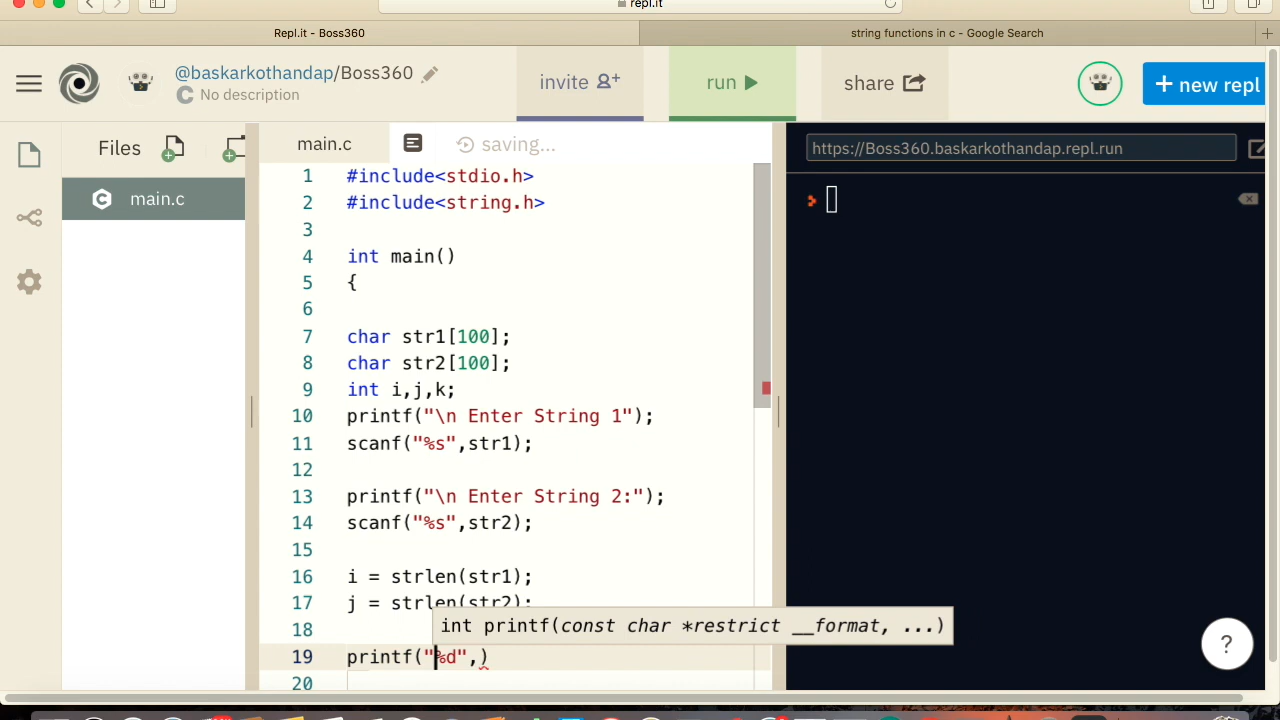 repl.it
Repl.it - Boss360
string functions in c - Google Search
@baskarkothandap/Boss360
No description
invite
run
share
+ new repl
Files
main.c
saving...
https://Boss360.baskarkothandap.repl.run
main.c
1 #include<stdio.h>
2 #include<string.h>
3
4 int main()
5 {
6
7 char str1[100];
8 char str2[100];
9 int i,j,k;
10 printf("\n Enter String 1");
11 scanf("%s",str1);
12
13 printf("\n Enter String 2:");
14 scanf("%s",str2);
15
16 i = strlen(str1);
17 j = strlen(str2);
18
int printf(const char *restrict __format, ...)
19 printf("%d",)
20
?